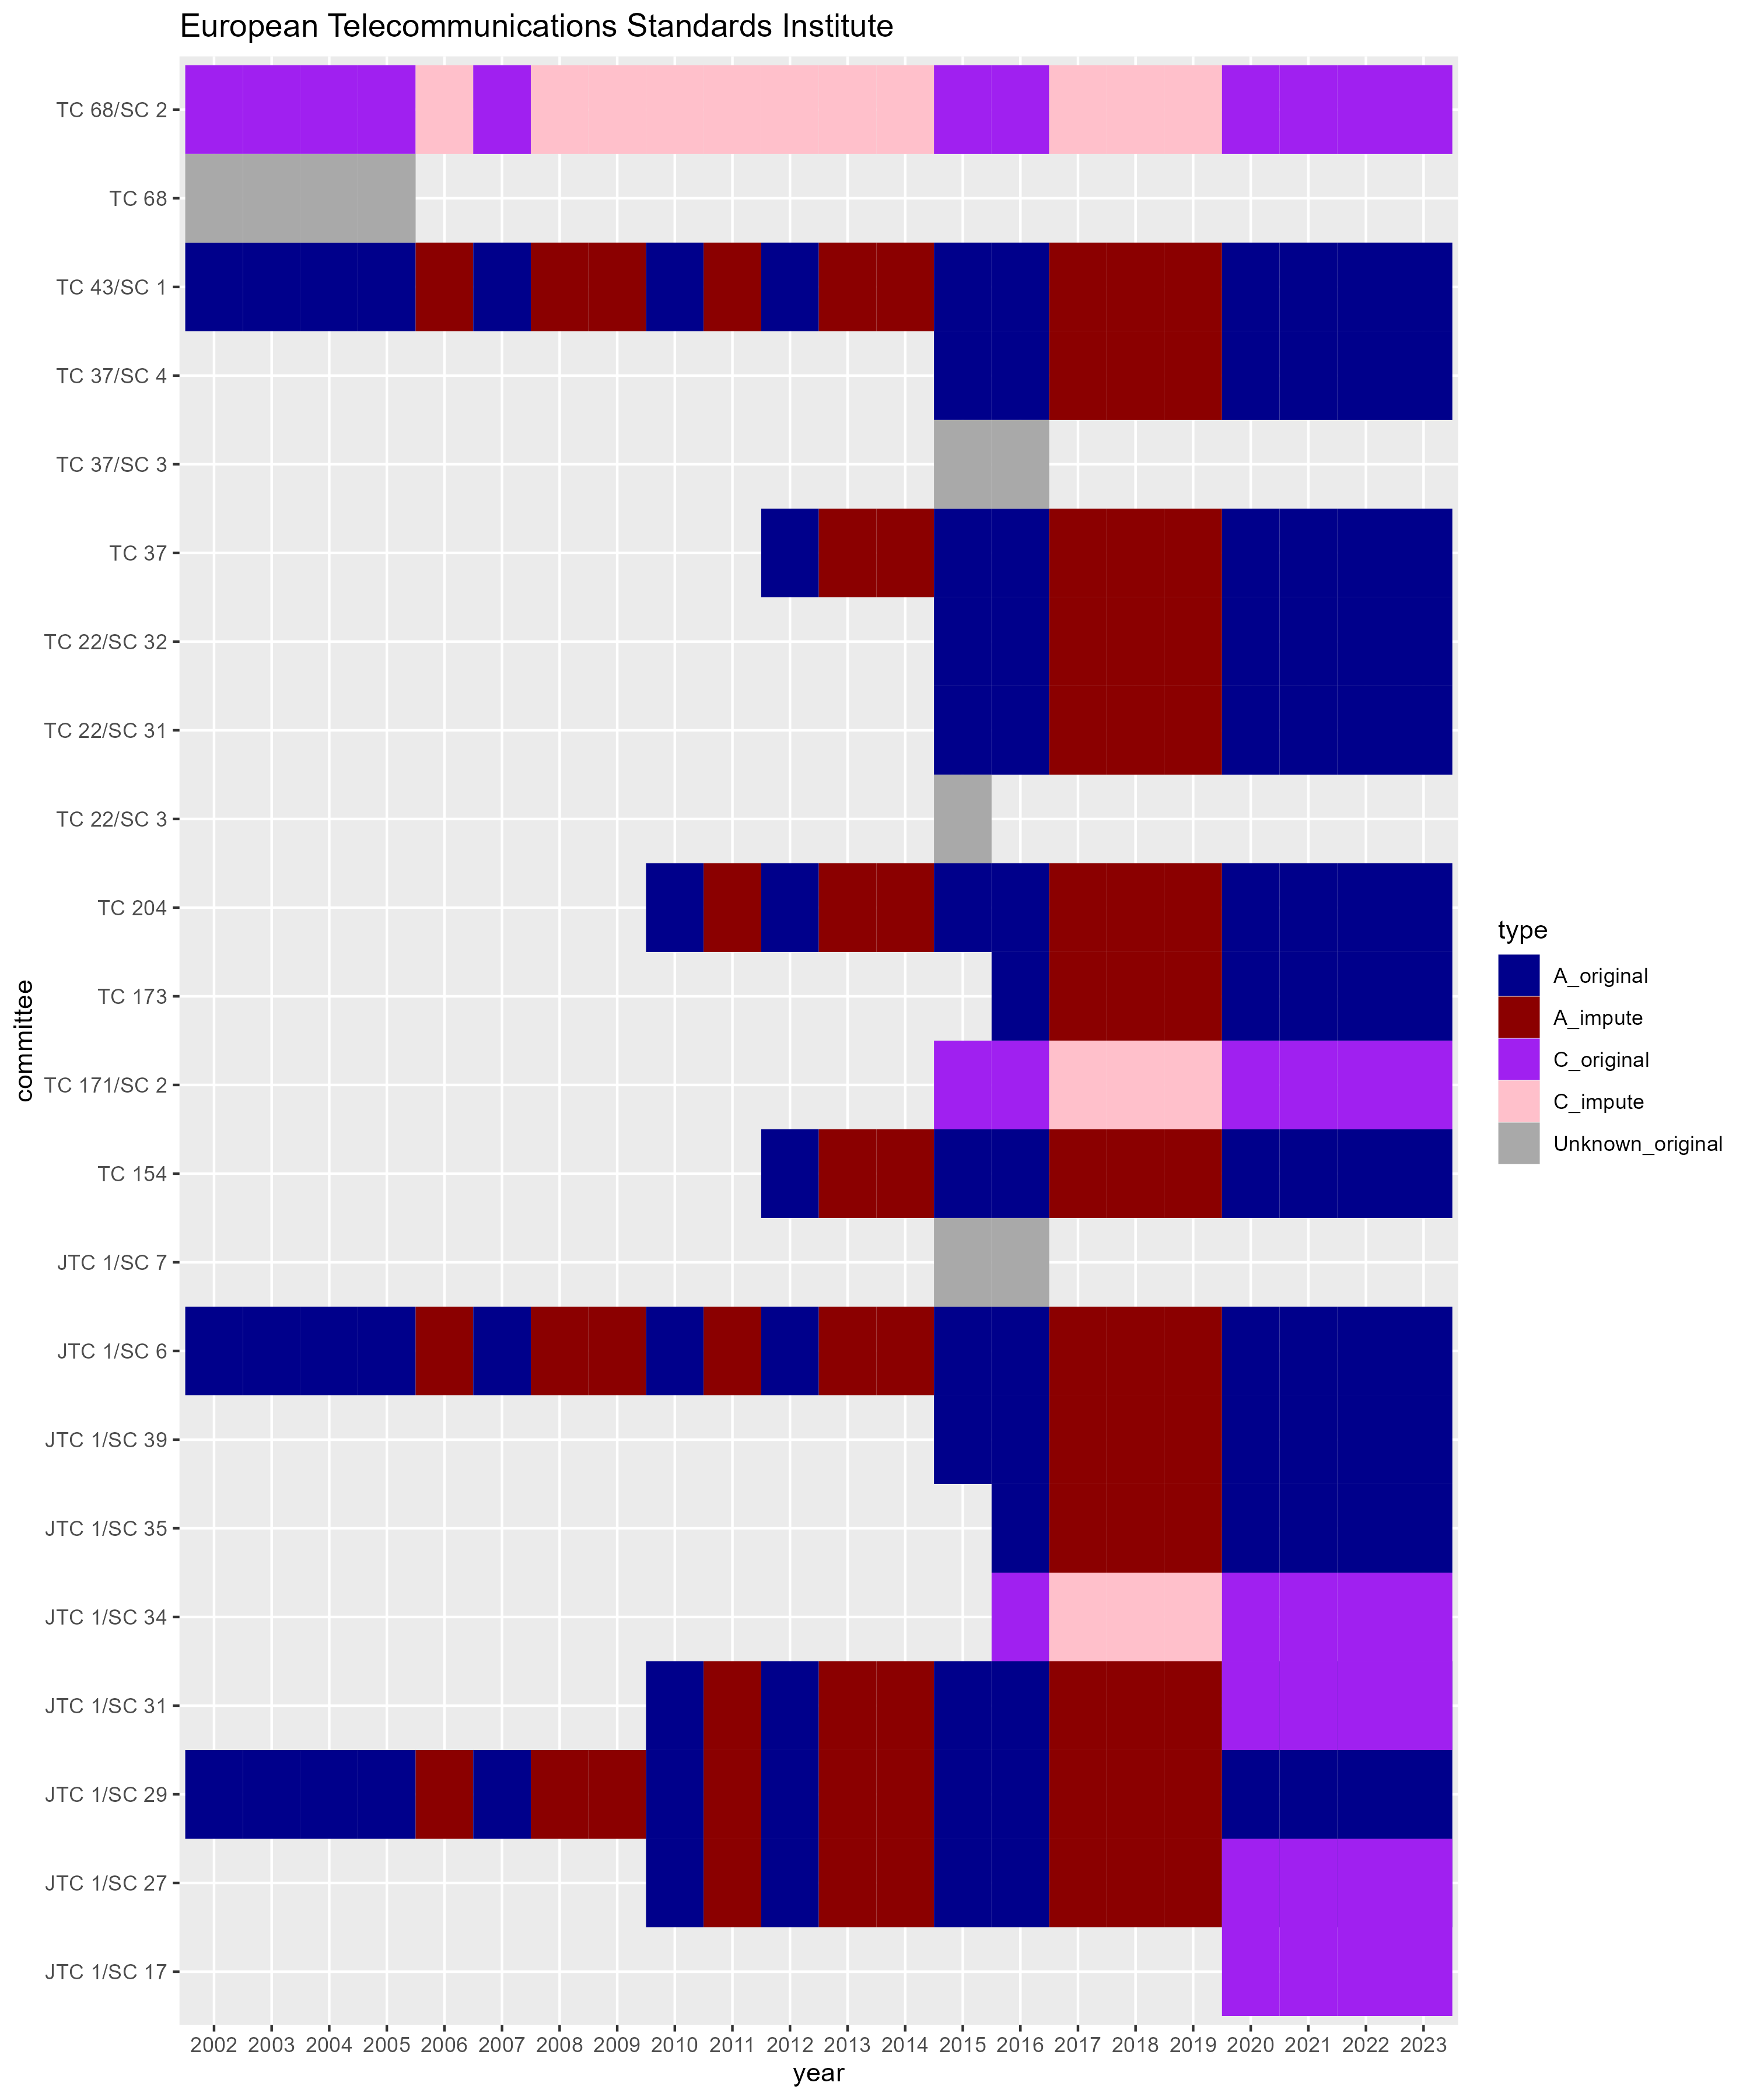 European Telecommunications Standards Institute
TC 68/SC 2
TC 68
TC 43/SC 1
TC 37/SC 4
TC 37/SC 3
TC 37
TC 22/SC 32
TC 22/SC 31
TC 22/SC 3
TC 204
TC 173
TC 171/SC 2
TC 154
JTC 1/SC 7
JTC 1/SC 6
JTC 1/SC 39
JTC 1/SC 35
JTC 1/SC 34
JTC 1/SC 31
JTC 1/SC 29
JTC 1/SC 27
JTC 1/SC 17
committee
2002 2003 2004 2005 2006 2007 2008 2009 2010 2011 2012 2013 2014 2015 2016 2017 2018 2019 2020 2021 2022 2023
year
type
A_original
A_impute
C_original
C_impute
Unknown_original